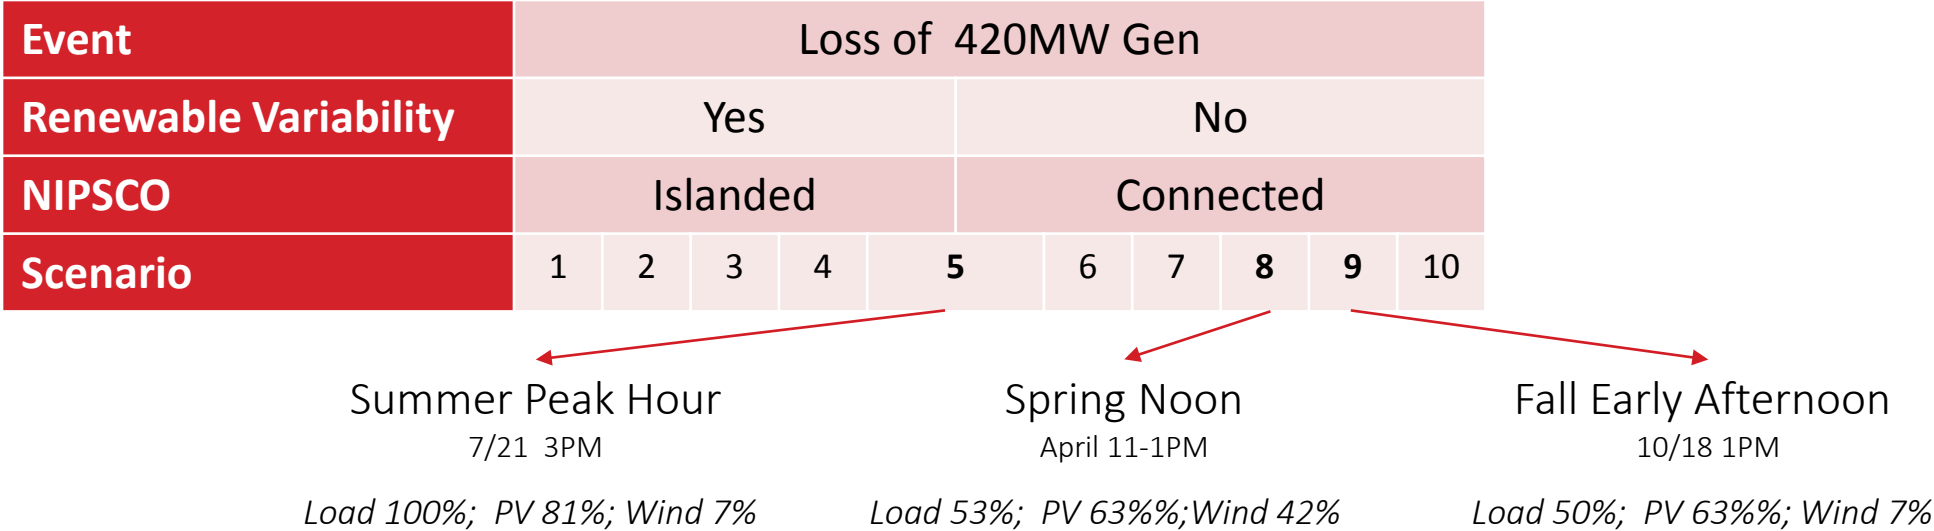 Event Loss of 420MW Gen
Renewable Variability Yes No
NIPSCO Islanded Connected
Scenario 1 2 3 4 5 6 7 8 9 10
Summer Peak Hour Spring Noon Fall Early Afternoon
7/21 3PM April 11-1PM 10/18 1PM
Load 100%; PV 81%; Wind 7% Load 53%; PV 63%%;Wind 42% Load 50%; PV 63%%; Wind 7%